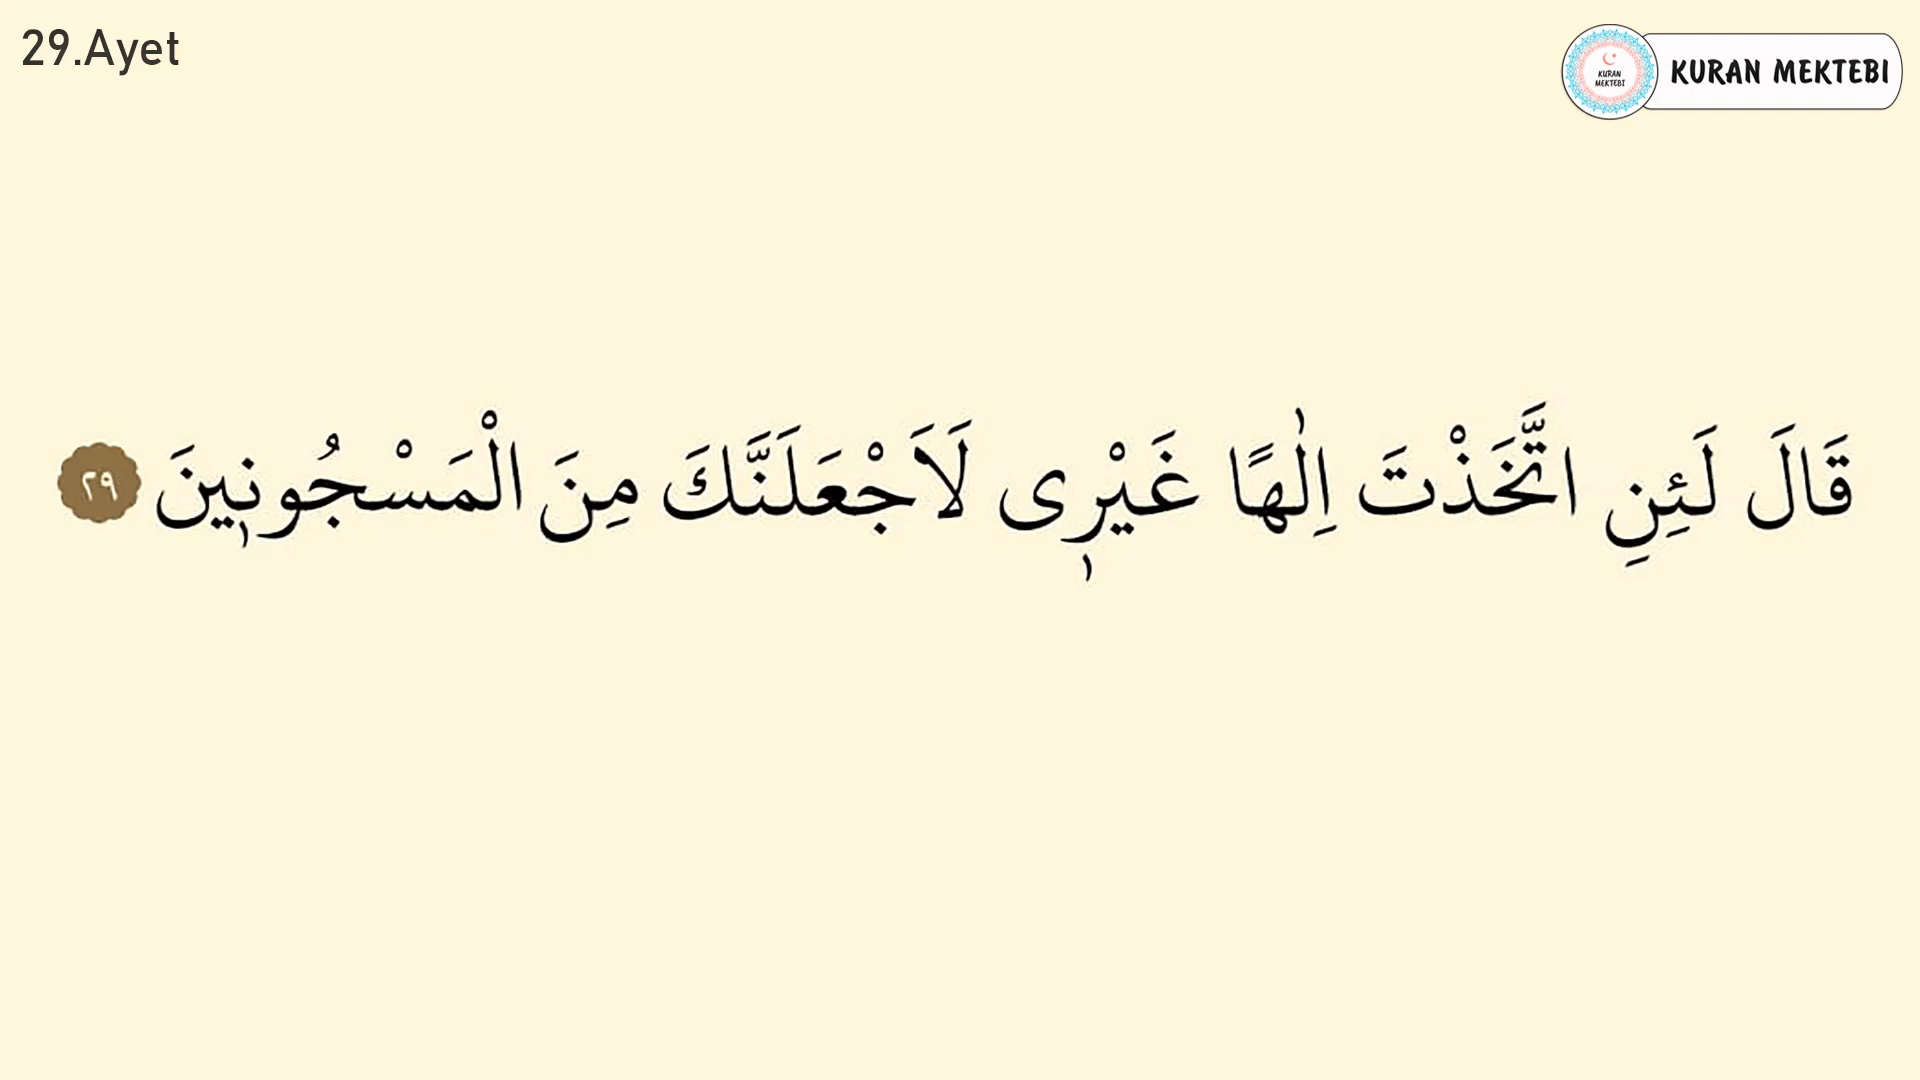 29.Ayet
KURAN MEKTEBI
KURAN MEKTEBI
قَالَ لَئِنِ اتَّخَذْتَ اِلٰهًا غَيْرٖى لَاَجْعَلَنَّكَ مِنَ الْمَسْجُونٖينَ ٢٩